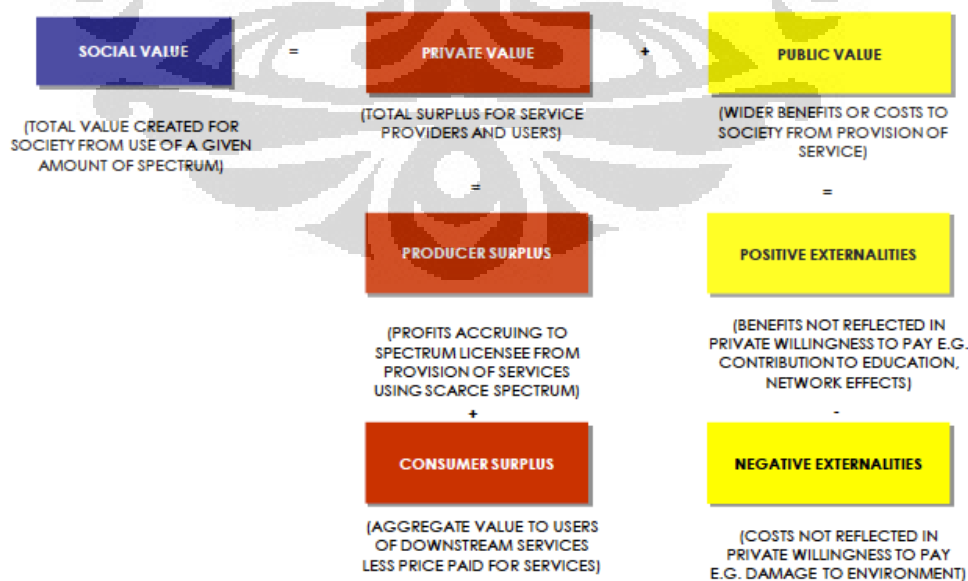 SOCIAL VALUE
=
PRIVATE VALUE
+
PUBLIC VALUE
(TOTAL VALUE CREATED FOR
SOCIETY FROM USE OF A GIVEN
AMOUNT OF SPECTRUM)
(TOTAL SURPLUS FOR SERVICE
PROVIDERS AND USERS)
(WIDER BENEFITS OR COSTS TO
SOCIETY FROM PROVISION OF
SERVICE)
=
=
PRODUCER SURPLUS
POSITIVE EXTERNALITIES
(PROFITS ACCRUING TO
SPECTRUM LICENSEE FROM
PROVISION OF SERVICES
USING SCARCE SPECTRUM)
(BENEFITS NOT REFLECTED IN
PRIVATE WILLINGNESS TO PAY E.G.
CONTRIBUTION TO EDUCATION,
NETWORK EFFECTS)
+
-
CONSUMER SURPLUS
NEGATIVE EXTERNALITIES
(AGGREGATE VALUE TO USERS
OF DOWNSTREAM SERVICES
LESS PRICE PAID FOR SERVICES)
(COSTS NOT REFLECTED IN
PRIVATE WILLINGNESS TO PAY
E.G. DAMAGE TO ENVIRONMENT)